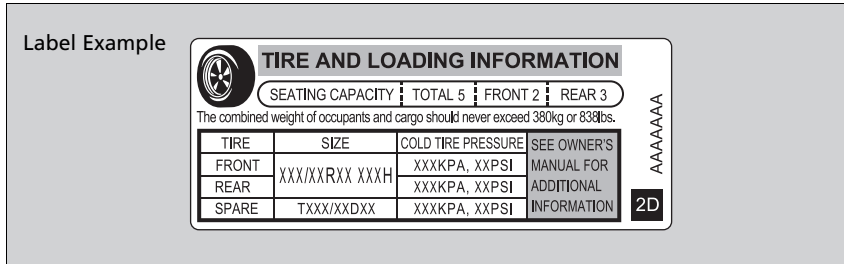 Label Example
TIRE AND LOADING INFORMATION
SEATING CAPACITY TOTAL 5 FRONT 2 REAR 3
The combined weight of occupants and cargo should never exceed 380kg or 838lbs.
TIRE SIZE COLD TIRE PRESSURE SEE OWNER'S
FRONT XXX/XXRXX XXXH XXXKPA, XXPSI MANUAL FOR
REAR XXXKPA, XXPSI ADDITIONAL
SPARE TXXX/XXDXX XXXKPA, XXPSI INFORMATION
AAAAAAA
2D